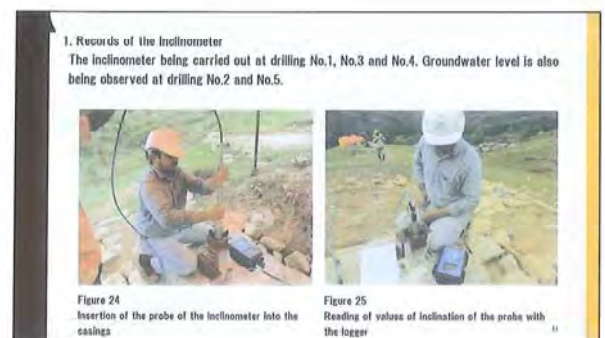 1. Records of the Inclinometer
The inclinometer being carried out at drilling No.1, No.3 and No.4. Groundwater level is also
being observed at drilling No.2 and No.5.
Figure 24
Insertion of the probe of the inclinometer into the
casings
Figure 25
Reading of values of inclination of the probe with
the logger